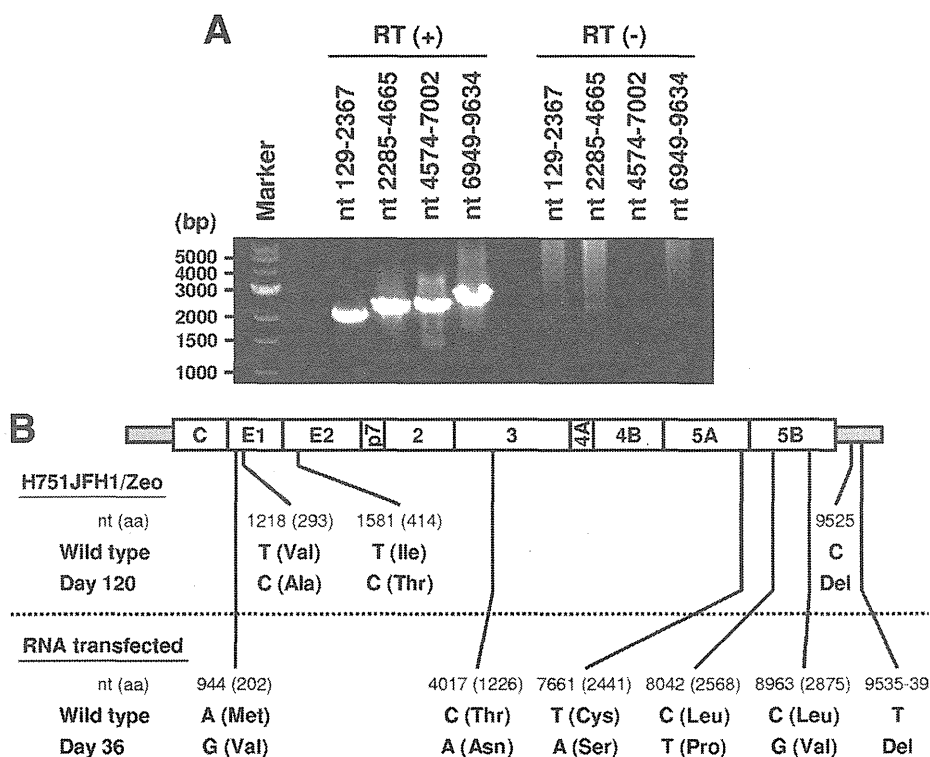 A
RT (+) RT (-)
Marker nt 129-2367 nt 2285-4665 nt 4574-7002 nt 6949-9634 nt 129-2367 nt 2285-4665 nt 4574-7002 nt 6949-9634
(bp)
5000
4000
3000
2000
1500
1000
B
C E1 E2 p7 2 3 4A 4B 5A 5B
H751JFH1/Zeo
nt (aa) 1218 (293) 1581 (414) 9525
Wild type T (Val) T (Ile) C
Day 120 C (Ala) C (Thr) Del
RNA transfected
nt (aa) 944 (202) 4017 (1226) 7661 (2441) 8042 (2568) 8963 (2875) 9535-39
Wild type A (Met) C (Thr) T (Cys) C (Leu) C (Leu) T
Day 36 G (Val) A (Asn) A (Ser) T (Pro) G (Val) Del